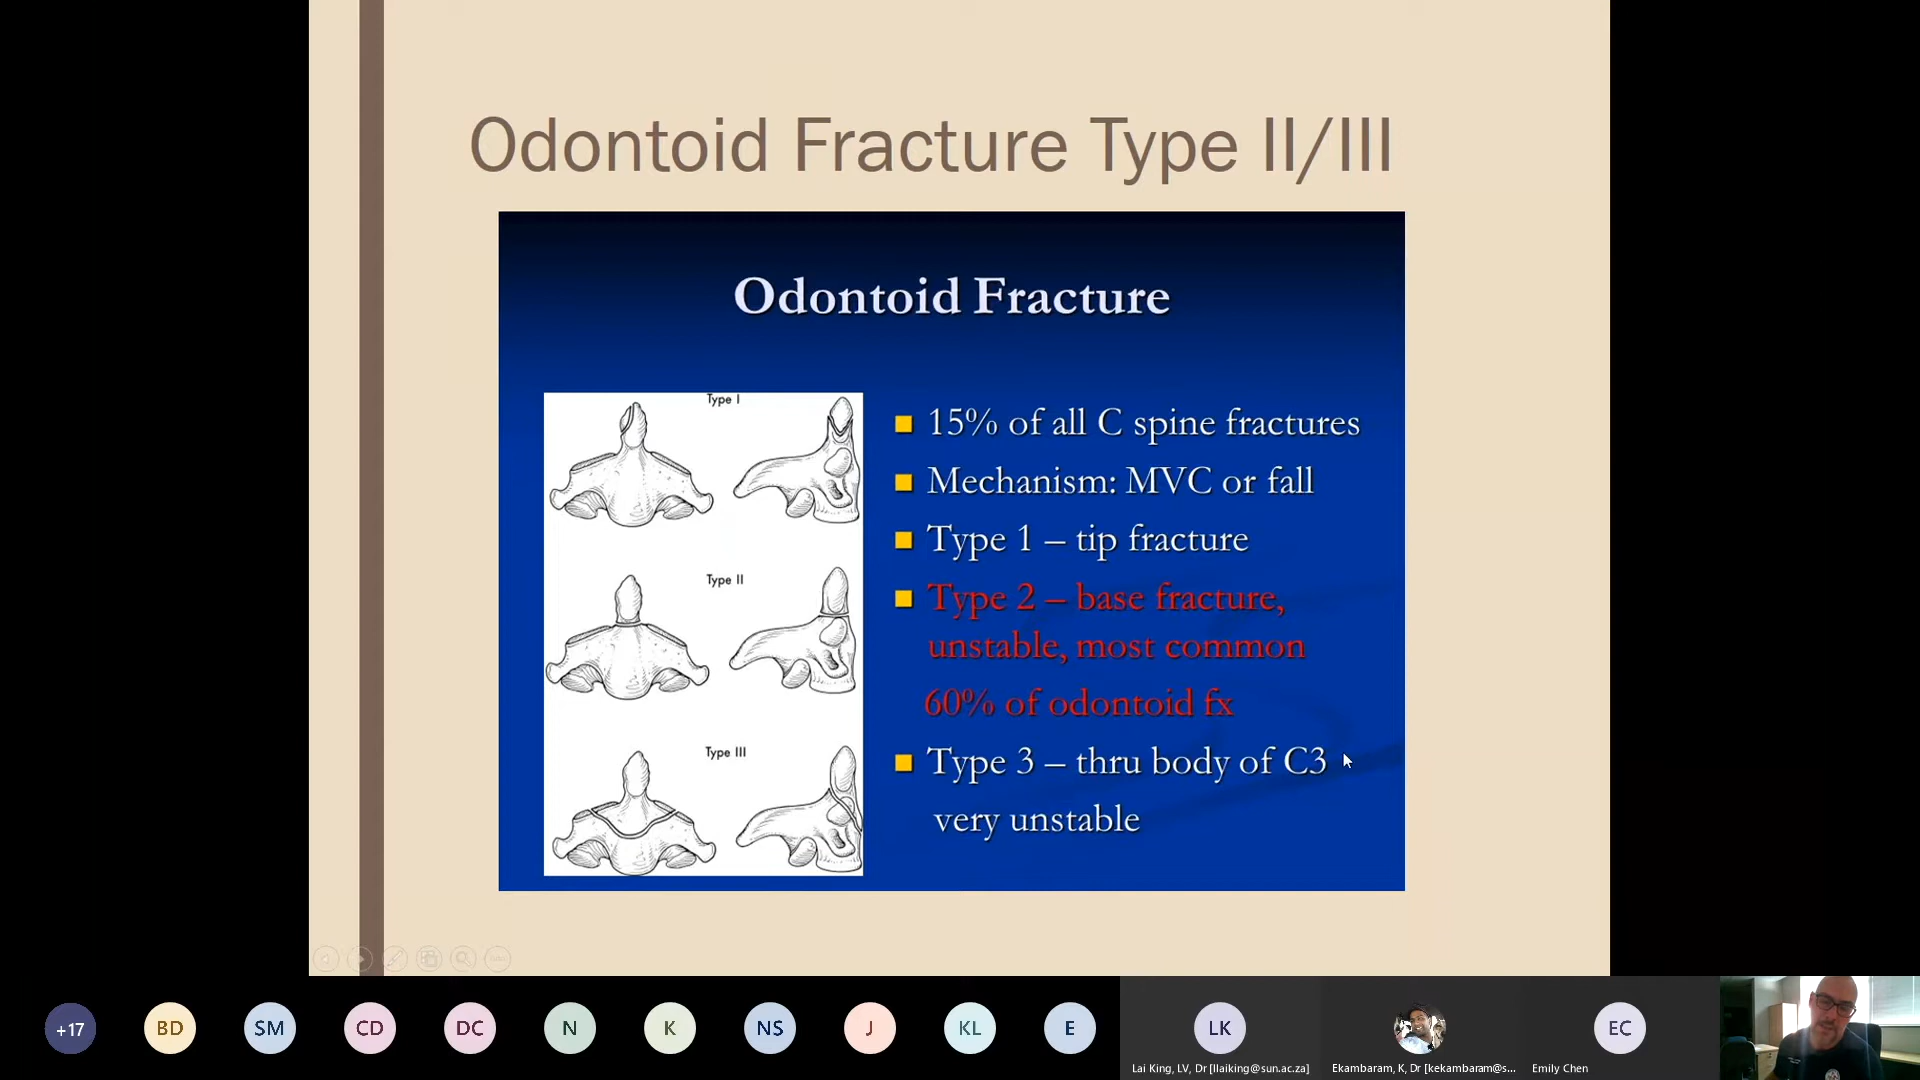 Odontoid Fracture Type II/III
Odontoid Fracture
Type I
Type II
Type III
15% of all C spine fractures
Mechanism: MVC or fall
Type 1 – tip fracture
Type 2 – base fracture,
unstable, most common
60% of odontoid fx
Type 3 – thru body of C3
very unstable
+17
BD
SM
CD
DC
N
K
NS
J
KL
E
LK
EC
Lai King, LV, Dr [llaiking@sun.ac.za]
Ekambaram, K, Dr [kekambaram@s...
Emily Chen